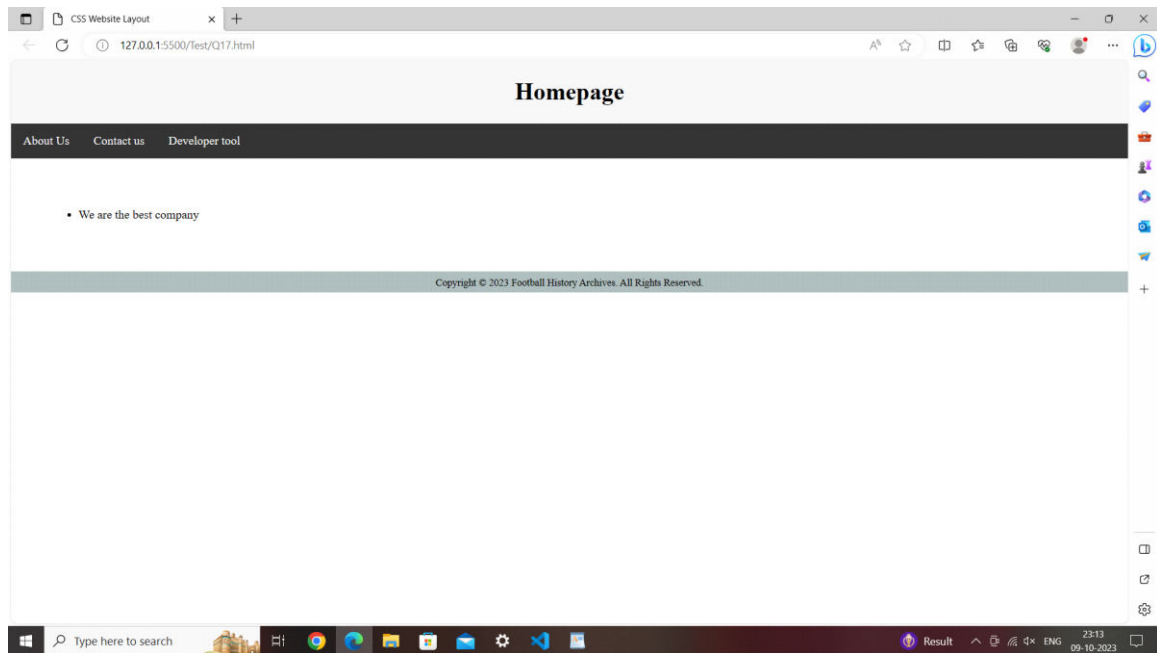 CSS Website Layout
127.0.0.1:5500/Test/Q17.html
Homepage
About Us Contact us Developer tool
We are the best company
Copyright © 2023 Football History Archives. All Rights Reserved.
Type here to search
Result
ENG
23:13
09-10-2023